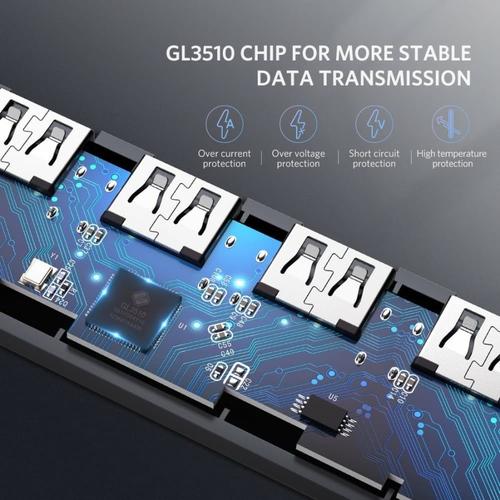 GL3510 CHIP FOR MORE STABLE
DATA TRANSMISSION
Over current
protection
Over voltage
protection
Short circuit
protection
High temperature
protection
Y1
GL3510
U1
C49
U5